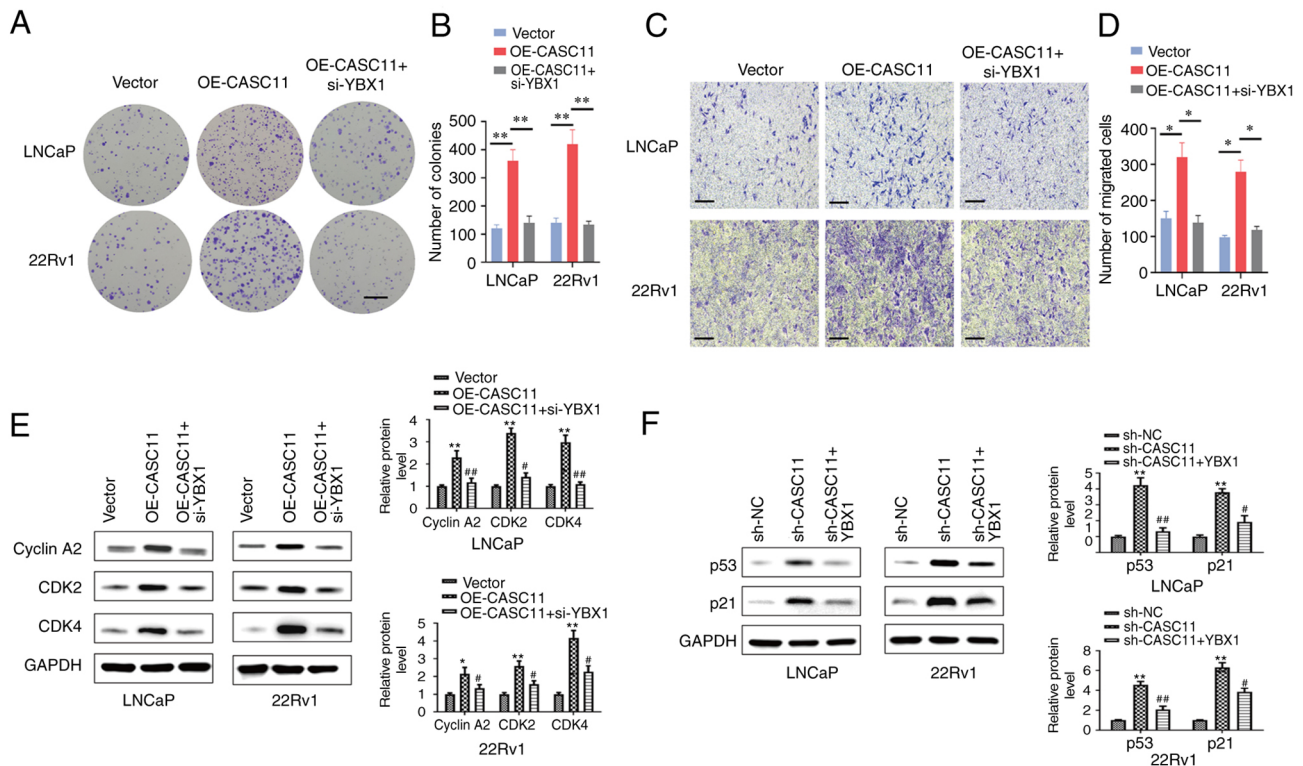 A
Vector
OE-CASC11
OE-CASC11+
si-YBX1
LNCaP
22Rv1
B
Vector
OE-CASC11
OE-CASC11+
si-YBX1
Number of colonies
500
400
300
200
100
0
** ** ** **
LNCaP 22Rv1
C
Vector
OE-CASC11
OE-CASC11+
si-YBX1
LNCaP
22Rv1
D
Vector
OE-CASC11
OE-CASC11+si-YBX1
Number of migrated cells
400
300
200
100
0
* * * *
LNCaP 22Rv1
E
Vector
OE-CASC11
OE-CASC11+
si-YBX1
Vector
OE-CASC11
OE-CASC11+
si-YBX1
Cyclin A2
CDK2
CDK4
GAPDH
LNCaP
22Rv1
Vector
OE-CASC11
OE-CASC11+si-YBX1
Relative protein
level
4
3
2
1
0
** ## ** # ** ##
Cyclin A2 CDK2 CDK4
LNCaP
Vector
OE-CASC11
OE-CASC11+si-YBX1
Relative protein
level
5
4
3
2
1
0
* # ** # ** #
Cyclin A2 CDK2 CDK4
22Rv1
F
sh-NC
sh-CASC11
sh-CASC11+
YBX1
sh-NC
sh-CASC11
sh-CASC11+
YBX1
p53
p21
GAPDH
LNCaP
22Rv1
sh-NC
sh-CASC11
sh-CASC11+YBX1
Relative protein
level
5
4
3
2
1
0
** ## ** #
p53 p21
LNCaP
sh-NC
sh-CASC11
sh-CASC11+YBX1
Relative protein
level
8
6
4
2
0
** ## ** #
p53 p21
22Rv1